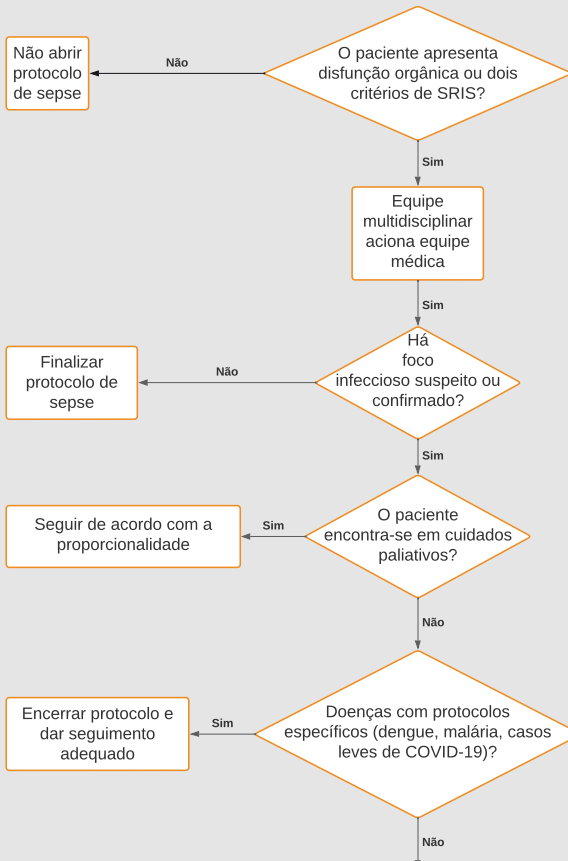 O paciente apresenta
disfunção orgânica ou dois
critérios de SRIS?
Não
Não abrir
protocolo
de sepse
Sim
Equipe
multidisciplinar
aciona equipe
médica
Sim
Há
foco
infeccioso suspeito ou
confirmado?
Não
Finalizar
protocolo de
sepse
Sim
O paciente
encontra-se em cuidados
paliativos?
Sim
Seguir de acordo com a
proporcionalidade
Não
Doenças com protocolos
específicos (dengue, malária, casos
leves de COVID-19)?
Sim
Encerrar protocolo e
dar seguimento
adequado
Não